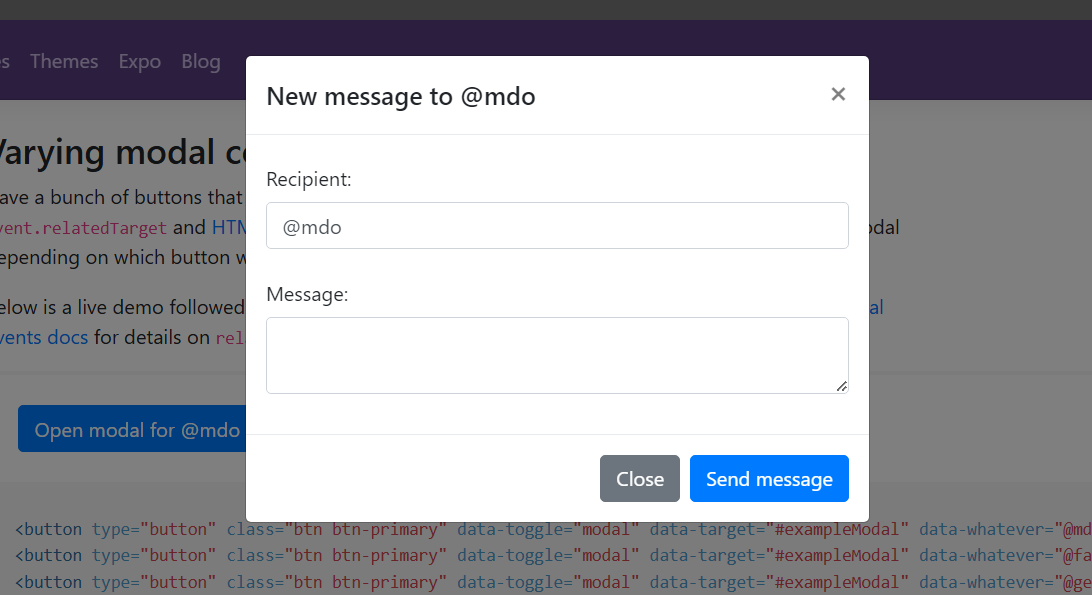 Themes Expo Blog
New message to @mdo
×
Varying modal
ave a bunch of buttons that
vent.relatedTarget and HTM
odal
epending on which button w
elow is a live demo followed
al
vents docs for details on rel
Recipient:
@mdo
Message:
Open modal for @mdo
Close Send message
<button type="button" class="btn btn-primary" data-toggle="modal" data-target="#exampleModal" data-whatever="@md
<button type="button" class="btn btn-primary" data-toggle="modal" data-target="#exampleModal" data-whatever="@fa
<button type="button" class="btn btn-primary" data-toggle="modal" data-target="#exampleModal" data-whatever="@ge